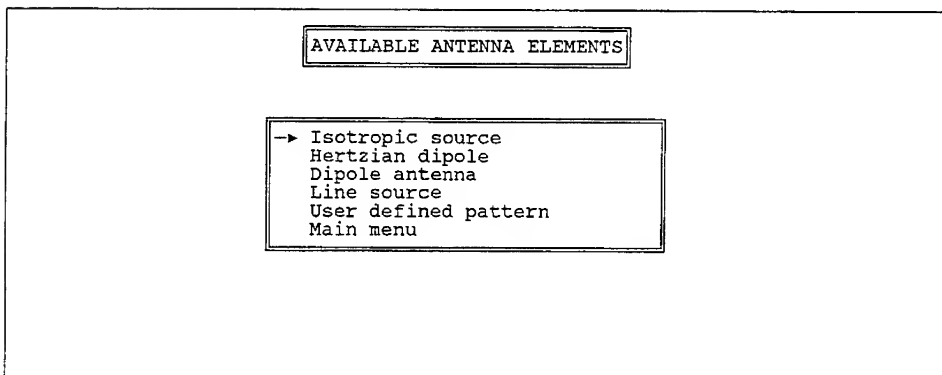 AVAILABLE ANTENNA ELEMENTS
Isotropic source
Hertzian dipole
Dipole antenna
Line source
User defined pattern
Main menu